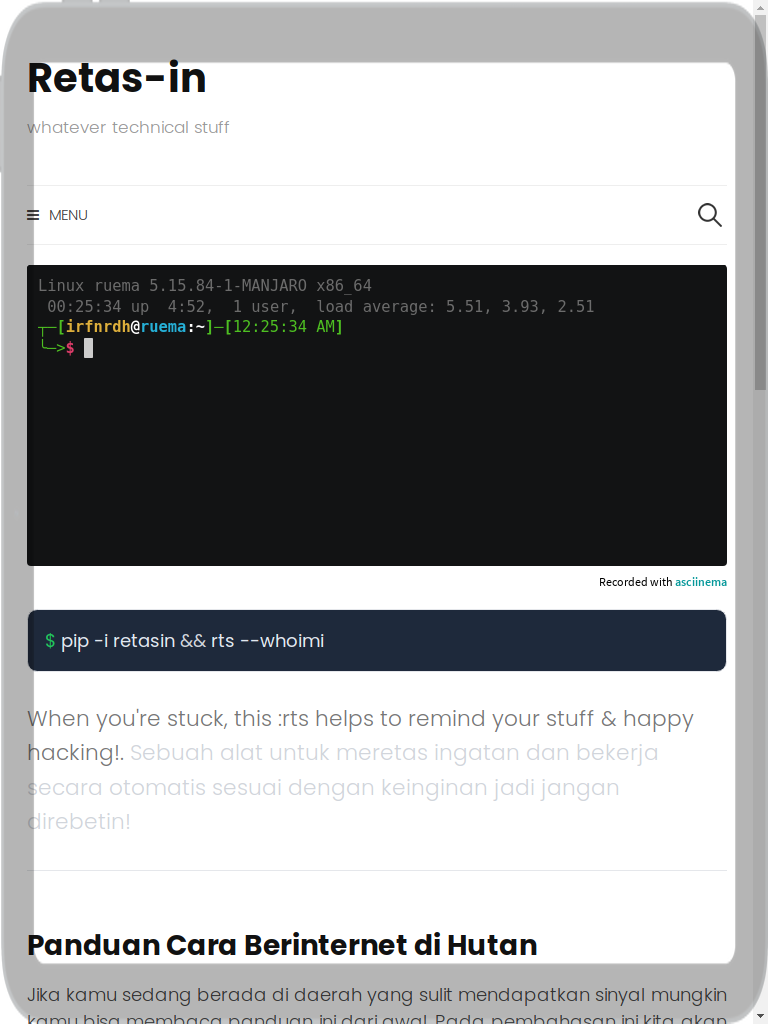 Retas-in
whatever technical stuff
MENU
Linux ruema 5.15.84-1-MANJARO x86_64
00:25:34 up  4:52,  1 user,  load average: 5.51, 3.93, 2.51
┬─[irfnrdh@ruema:~]─[12:25:34 AM]
╰─>$
Recorded with asciinema
$ pip -i retasin && rts --whoimi
When you're stuck, this :rts helps to remind your stuff & happy
hacking!. Sebuah alat untuk meretas ingatan dan bekerja
secara otomatis sesuai dengan keinginan jadi jangan
direbetin!
Panduan Cara Berinternet di Hutan
Jika kamu sedang berada di daerah yang sulit mendapatkan sinyal mungkin
kamu bisa membaca panduan ini dari awal. Pada pembahasan ini kita akan